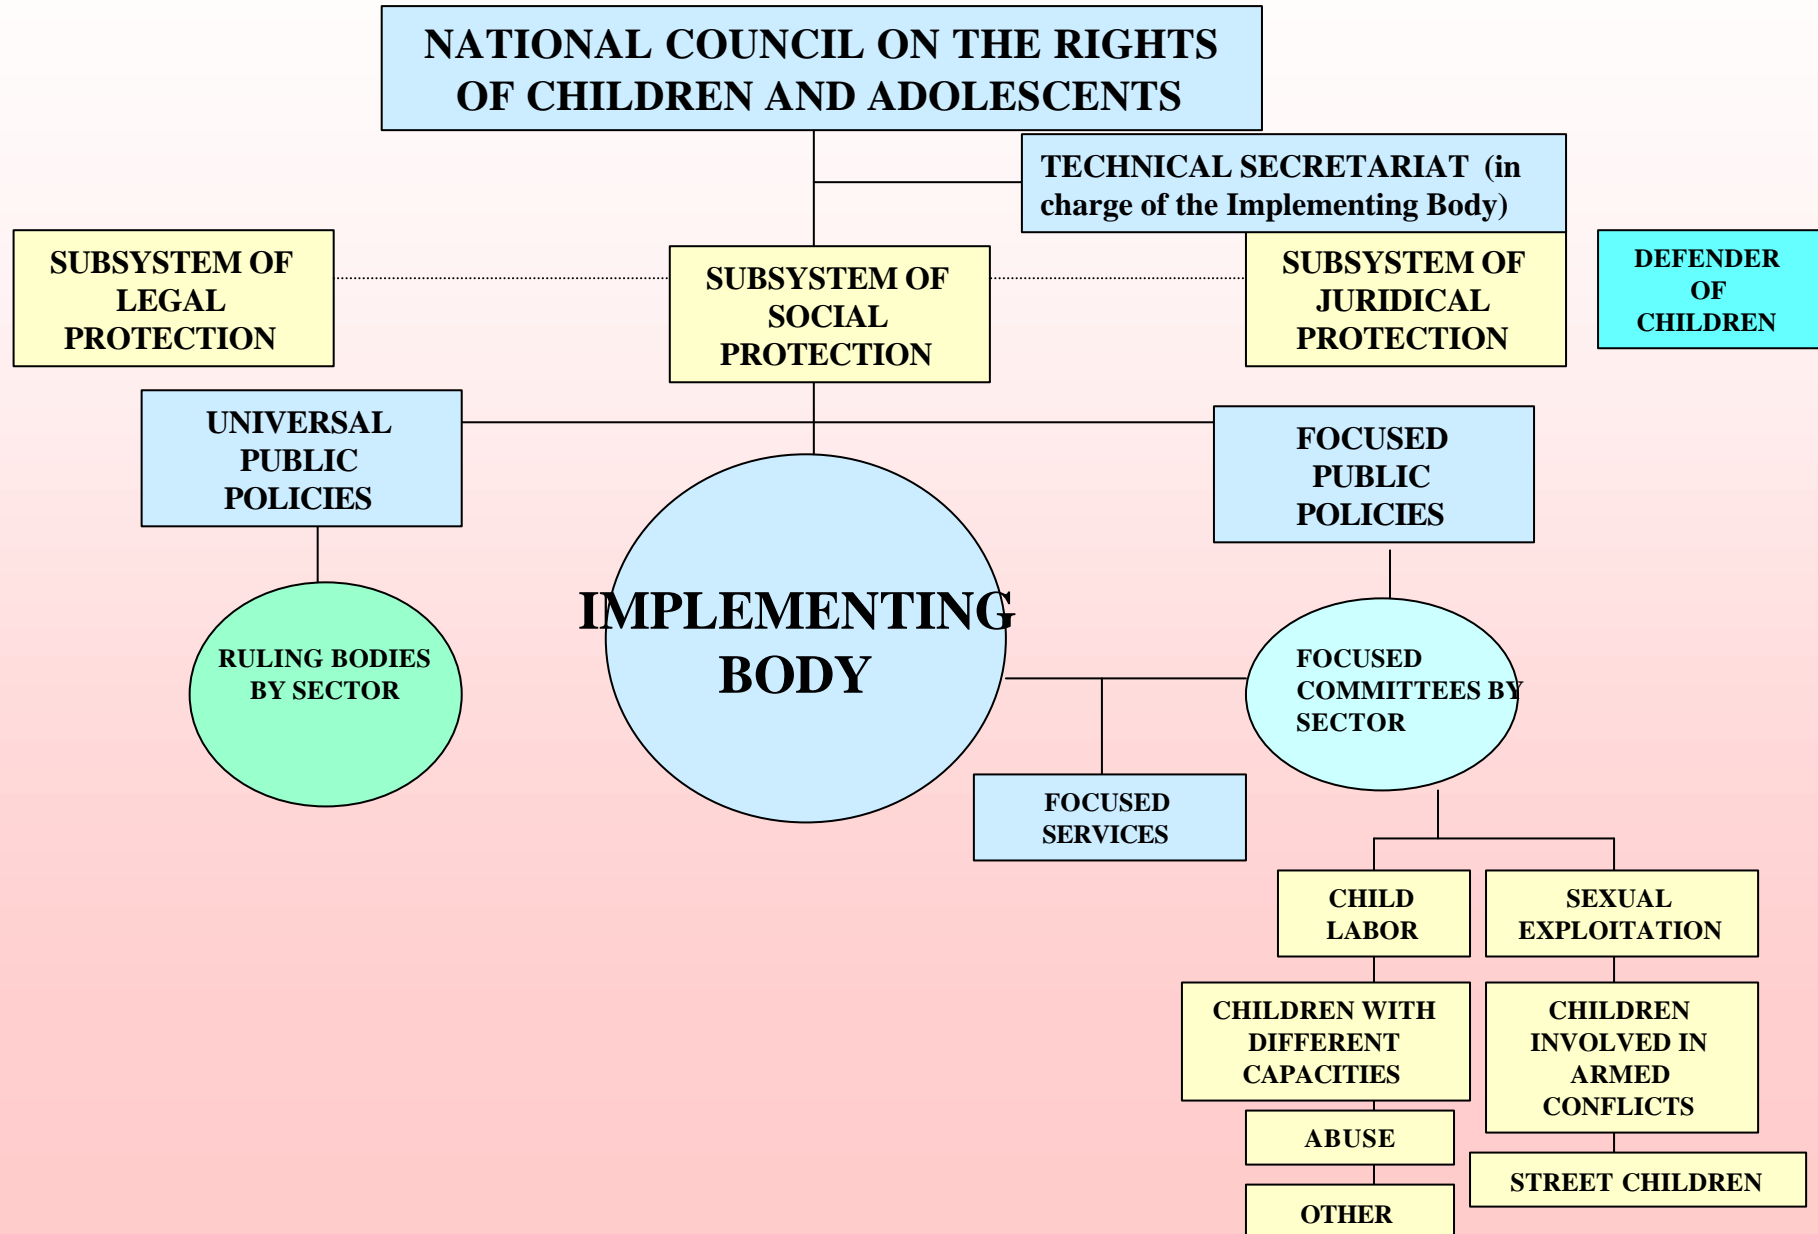 NATIONAL COUNCIL ON THE RIGHTS
OF CHILDREN AND ADOLESCENTS
TECHNICAL SECRETARIAT (in
charge of the Implementing Body)
SUBSYSTEM OF
LEGAL
PROTECTION
SUBSYSTEM OF
SOCIAL
PROTECTION
SUBSYSTEM OF
JURIDICAL
PROTECTION
DEFENDER
OF
CHILDREN
UNIVERSAL
PUBLIC
POLICIES
FOCUSED
PUBLIC
POLICIES
IMPLEMENTING
BODY
RULING BODIES
BY SECTOR
FOCUSED
COMMITTEES BY
SECTOR
FOCUSED
SERVICES
CHILD
LABOR
SEXUAL
EXPLOITATION
CHILDREN WITH
DIFFERENT
CAPACITIES
CHILDREN
INVOLVED IN
ARMED
CONFLICTS
ABUSE
STREET CHILDREN
OTHER